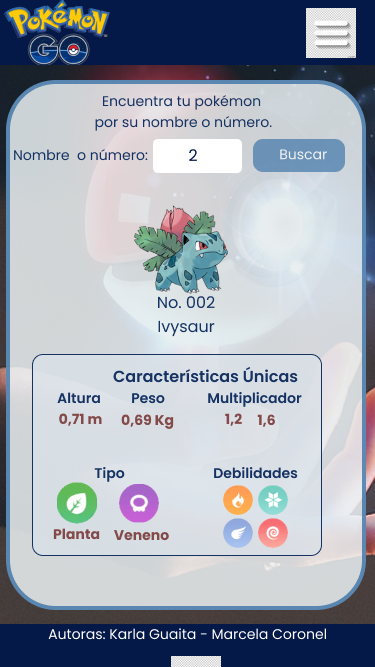 POKÉMON
GO
Encuentra tu pokémon
por su nombre o número.
Nombre o número: 2 Buscar
No. 002
Ivysaur
Características Únicas
Altura Peso Multiplicador
0,71 m 0,69 Kg 1,2 1,6
Tipo Debilidades
Planta Veneno
Autoras: Karla Guaita - Marcela Coronel